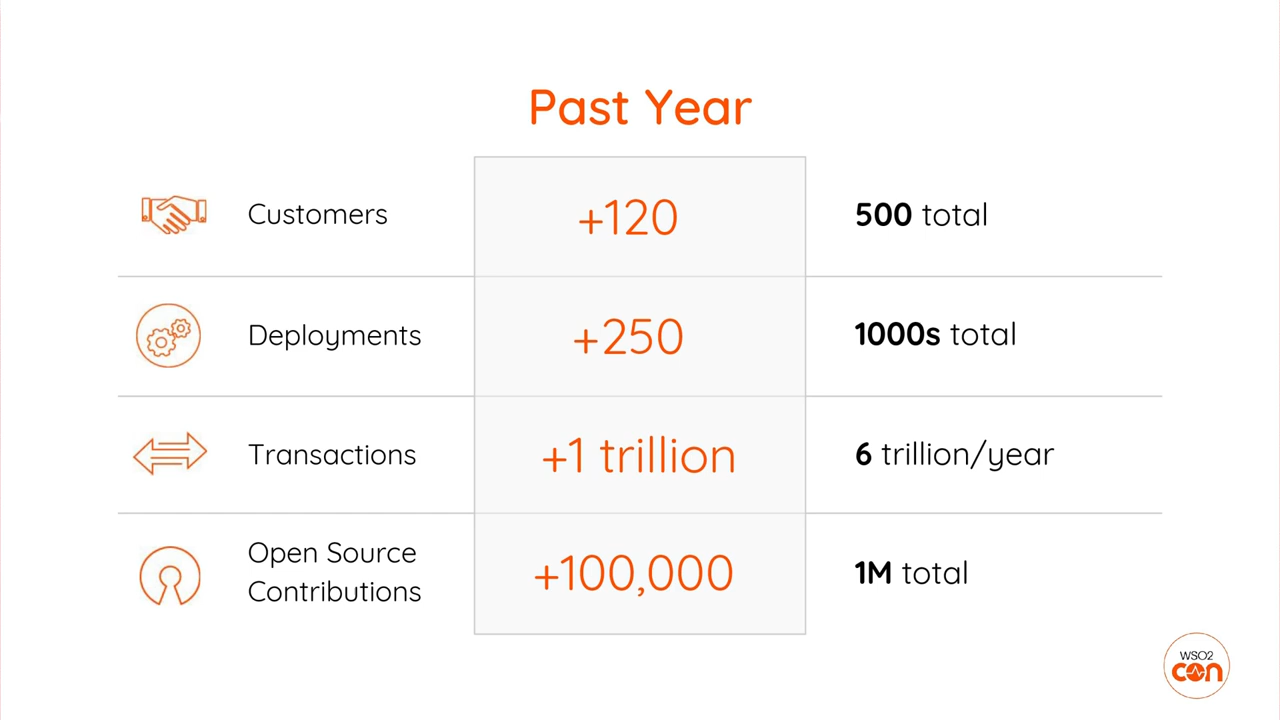 Past Year
Customers
+120
500 total
Deployments
+250
1000s total
Transactions
+1 trillion
6 trillion/year
Open Source
Contributions
+100,000
1M total
WSO2
con